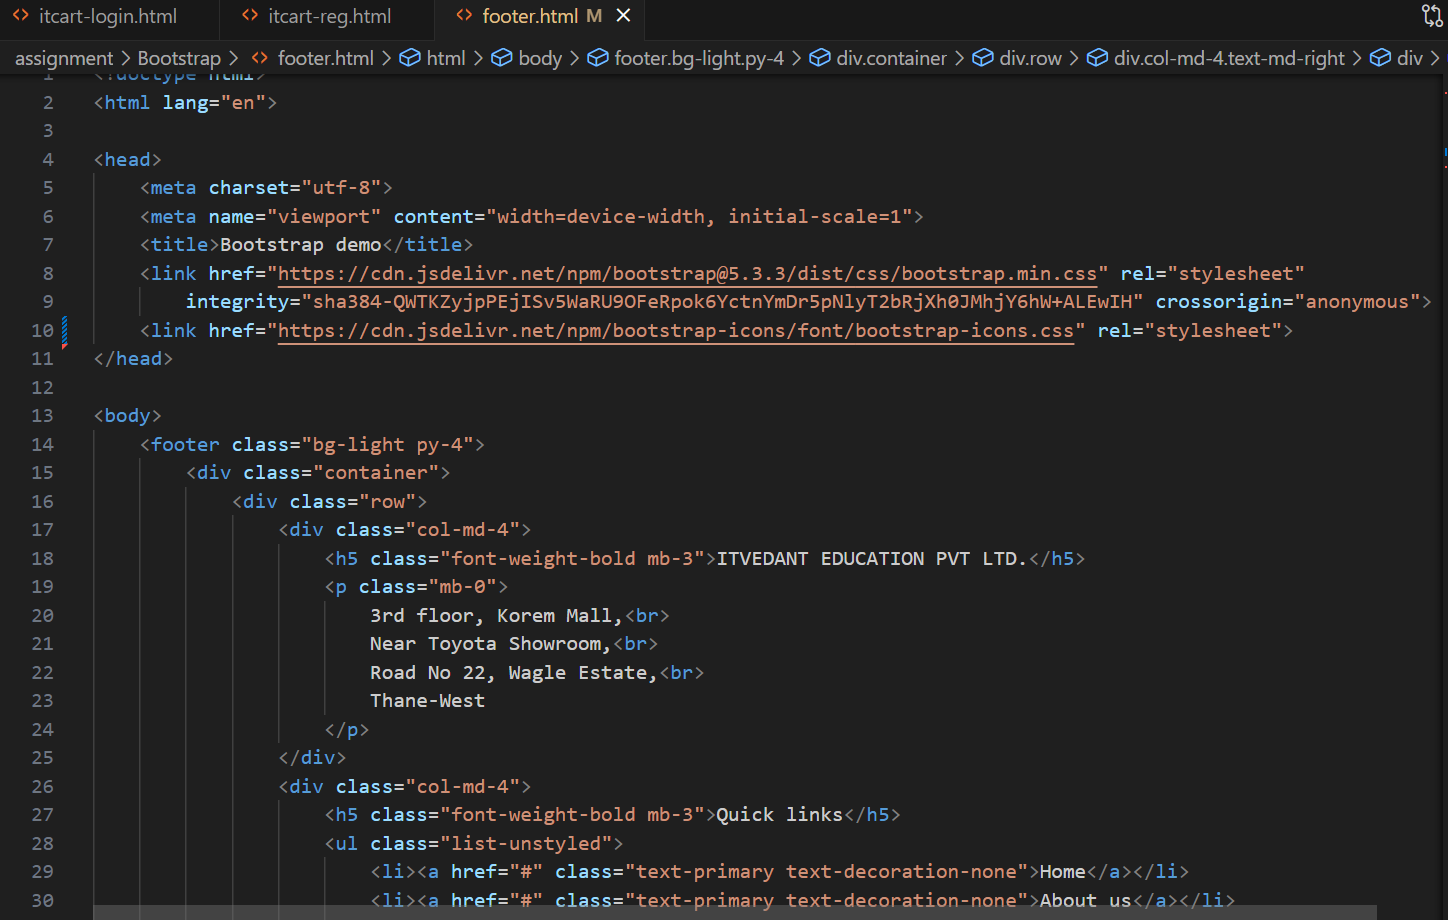 itcart-login.html itcart-reg.html footer.html M
assignment > Bootstrap > footer.html > html > body > footer.bg-light.py-4 > div.container > div.row > div.col-md-4.text-md-right > div >
1 <!doctype html>
2 <html lang="en">
3
4 <head>
5 <meta charset="utf-8">
6 <meta name="viewport" content="width=device-width, initial-scale=1">
7 <title>Bootstrap demo</title>
8 <link href="https://cdn.jsdelivr.net/npm/bootstrap@5.3.3/dist/css/bootstrap.min.css" rel="stylesheet"
9 integrity="sha384-QWTKZyjpPEjISv5WaRU9OFeRpok6YctnYmDr5pNlyT2bRjXh0JMhjY6hW+ALEwIH" crossorigin="anonymous">
10 <link href="https://cdn.jsdelivr.net/npm/bootstrap-icons/font/bootstrap-icons.css" rel="stylesheet">
11 </head>
12
13 <body>
14 <footer class="bg-light py-4">
15 <div class="container">
16 <div class="row">
17 <div class="col-md-4">
18 <h5 class="font-weight-bold mb-3">ITVEDANT EDUCATION PVT LTD.</h5>
19 <p class="mb-0">
20 3rd floor, Korem Mall,<br>
21 Near Toyota Showroom,<br>
22 Road No 22, Wagle Estate,<br>
23 Thane-West
24 </p>
25 </div>
26 <div class="col-md-4">
27 <h5 class="font-weight-bold mb-3">Quick links</h5>
28 <ul class="list-unstyled">
29 <li><a href="#" class="text-primary text-decoration-none">Home</a></li>
30 <li><a href="#" class="text-primary text-decoration-none">About us</a></li>